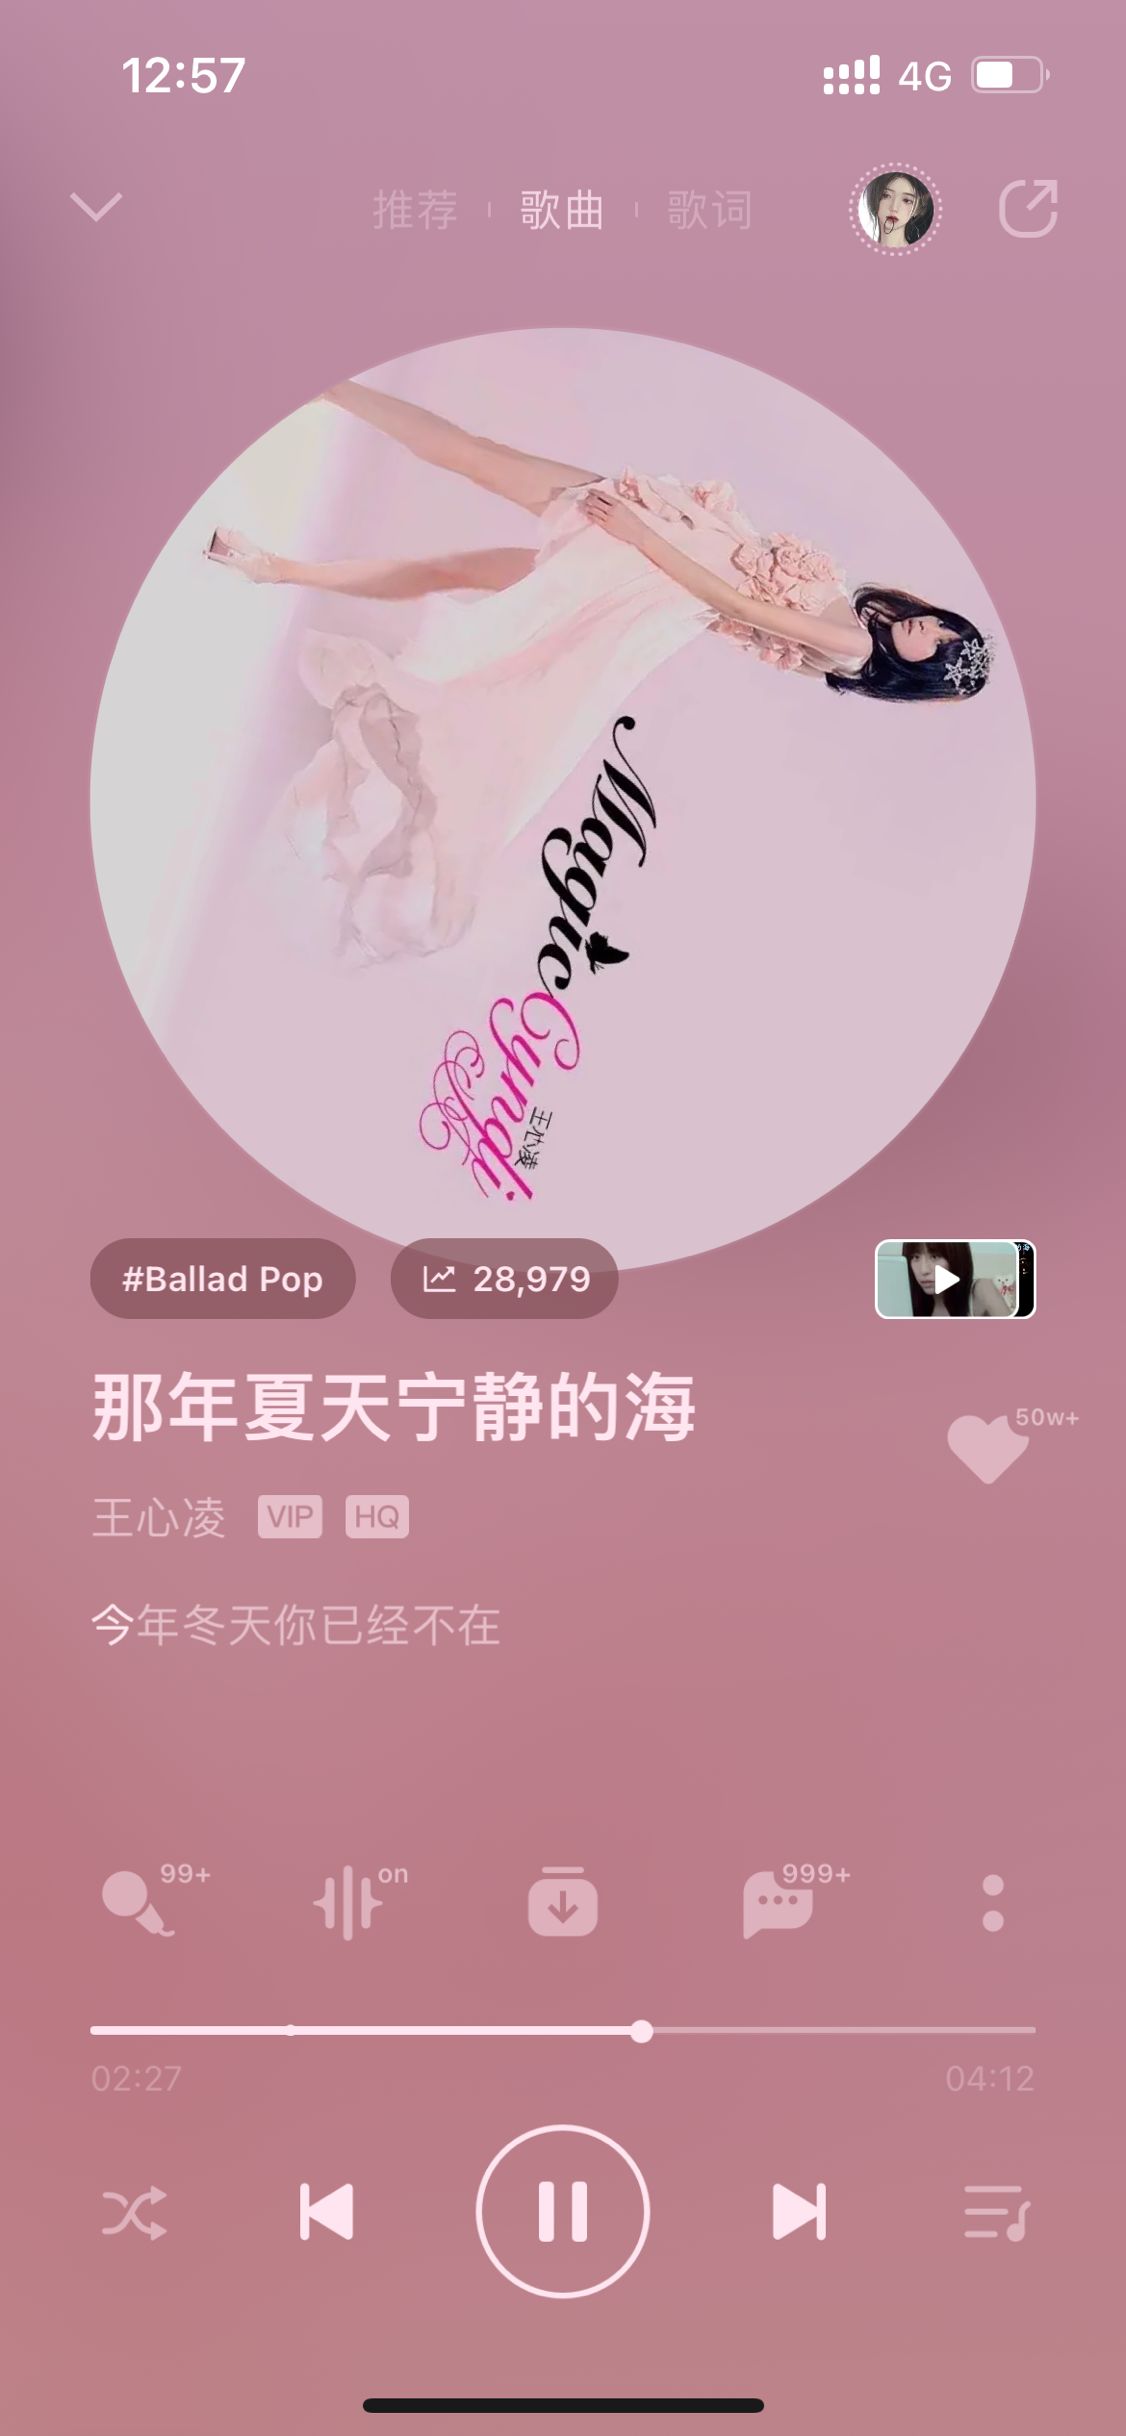 12:57 4G
推荐 歌曲 歌词
Magic
Cyndi
王心凌
#Ballad Pop 28,979
那年夏天宁静的海
50w+
王心凌 VIP HQ
今年冬天你已经不在
99+ on 999+
02:27 04:12